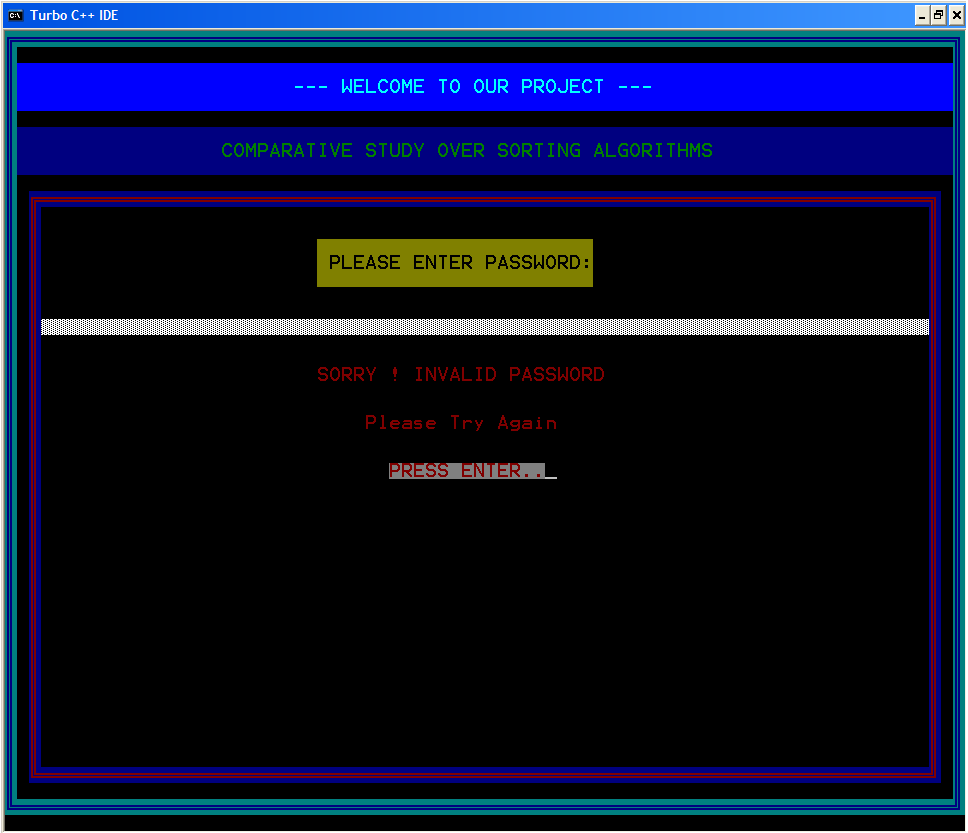 Turbo C++ IDE
--- WELCOME TO OUR PROJECT ---
COMPARATIVE STUDY OVER SORTING ALGORITHMS
PLEASE ENTER PASSWORD:
SORRY ! INVALID PASSWORD
Please Try Again
PRESS ENTER.._